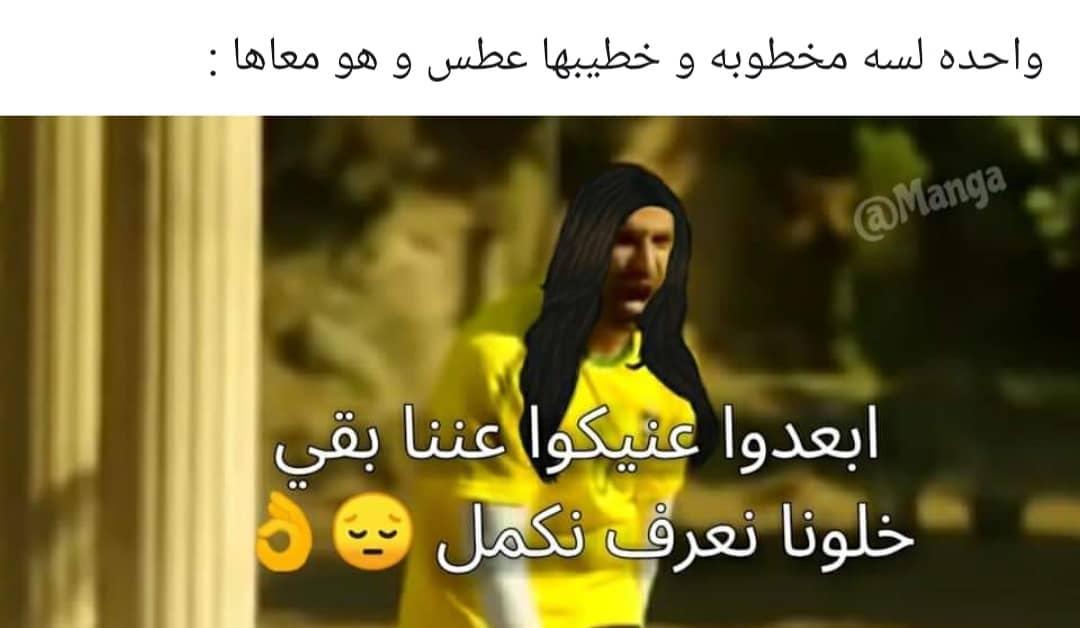 واحده لسه مخطوبه و خطيبها عطس و هو معاها :
@Manga
ابعدوا عنيكوا عننا بقي
خلونا نعرف نكمل 😔👌